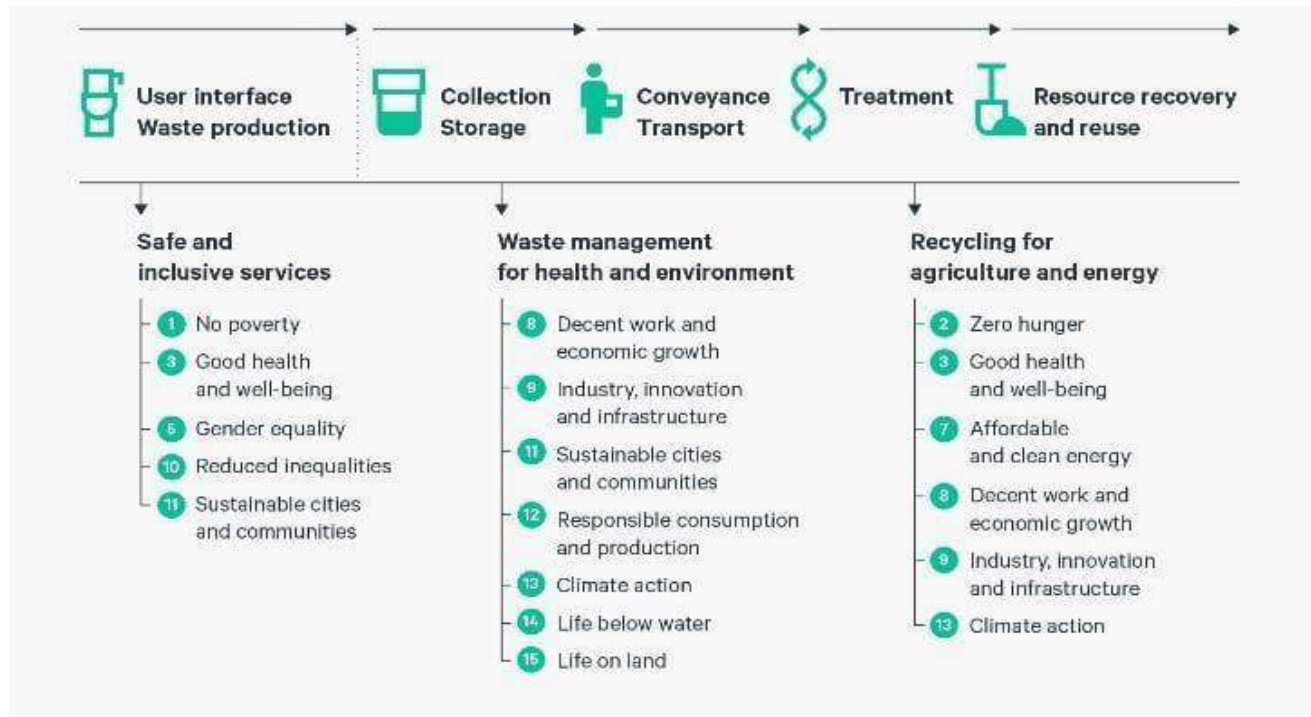 User interface
Waste production
Collection
Storage
Conveyance
Transport
Treatment
Resource recovery
and reuse
Safe and
inclusive services
1 No poverty
3 Good health
and well-being
5 Gender equality
10 Reduced inequalities
11 Sustainable cities
and communities
Waste management
for health and environment
8 Decent work and
economic growth
9 Industry, innovation
and infrastructure
11 Sustainable cities
and communities
12 Responsible consumption
and production
13 Climate action
14 Life below water
15 Life on land
Recycling for
agriculture and energy
2 Zero hunger
3 Good health
and well-being
7 Affordable
and clean energy
8 Decent work and
economic growth
9 Industry, innovation
and infrastructure
13 Climate action